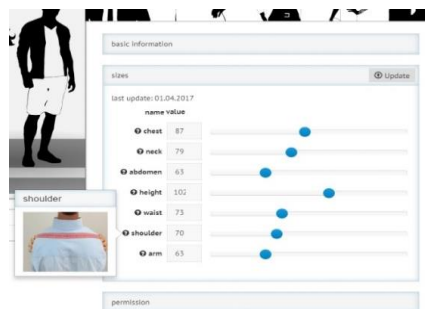 basic information
sizes
Update
last update: 01.04.2017
name value
chest 87
neck 79
abdomen 63
height 102
waist 73
shoulder 70
arm 63
shoulder
permission